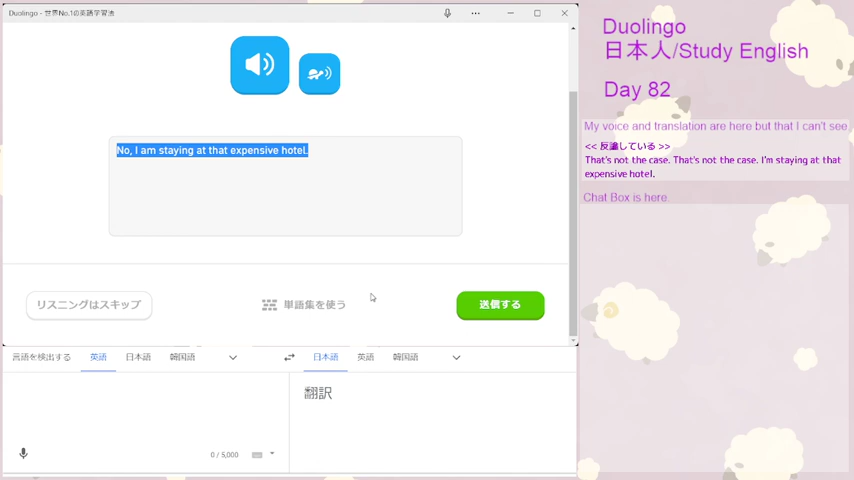 Duolingo - 世界No.1の英語学習法
No, I am staying at that expensive hotel.
リスニングはスキップ
単語集を使う
送信する
言語を検出する 英語 日本語 韓国語
日本語 英語 韓国語
翻訳
0 / 5,000
Duolingo
日本人/Study English
Day 82
My voice and translation are here but that I can't see
<< 反論している >>
That's not the case. That's not the case. I'm staying at that
expensive hotel.
Chat Box is here.